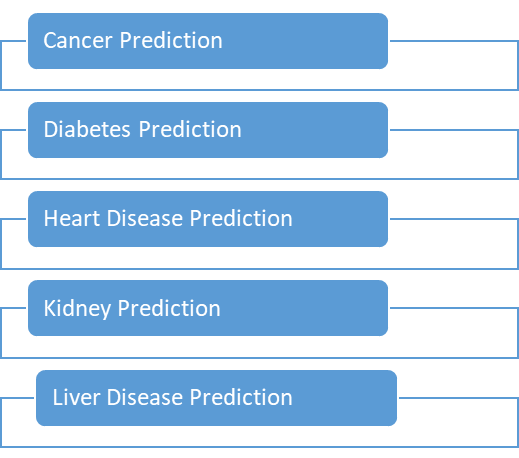 Cancer Prediction
Diabetes Prediction
Heart Disease Prediction
Kidney Prediction
Liver Disease Prediction